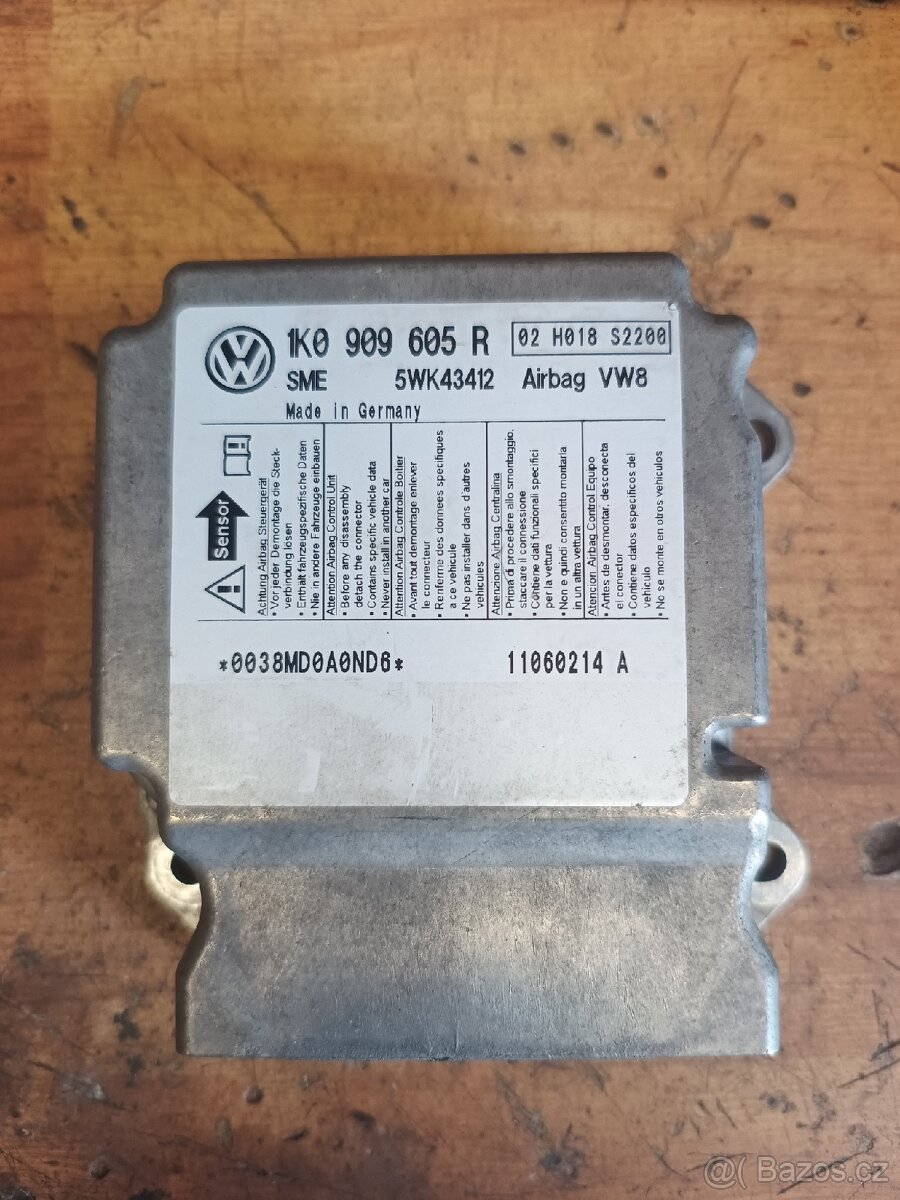 VW
1K0 909 605 R
02 H018 S2200
SME 5WK43412 Airbag VW8
Made in Germany
Sensor
Achtung Airbag Steuergerät
• Vor jeder Demontage die Steck-
verbindung lösen
• Enthält fahrzeugspezifische Daten
• Nie in andere Fahrzeuge einbauen
Attention Airbag Control Unit
• Before any disassembly
detach the connector
• Contains specific vehicle data
• Never install in another car
Attention Airbag Controle Boitier
• Avant tout demontage enlever
le connecteur
• Renferme des donnees specifiques
a ce vehicule
• Ne pas installer dans d'autres
vehicules
Attenzione Airbag Centralina
• Prima di procedere allo smontaggio,
staccare il connessione
• Contiene dati funzionali specifici
per la vettura
• Non e quindi consentito montaria
in un altra vettura
Atencion Airbag Control Equipo
• Antes de desmontar, desconecta
el conector
• Contiene datos especificos del
vehiculo
• No se monte en otros vehiculos
*0038MD0A0ND6* 11060214 A
@( Bazos.cz